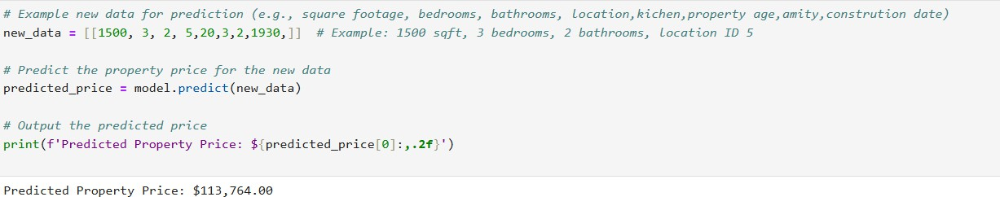 # Example new data for prediction (e.g., square footage, bedrooms, bathrooms, location,kichen,property age,amity,constrution date)
new_data = [[1500, 3, 2, 5,20,3,2,1930,]]  # Example: 1500 sqft, 3 bedrooms, 2 bathrooms, location ID 5
# Predict the property price for the new data
predicted_price = model.predict(new_data)
# Output the predicted price
print(f'Predicted Property Price: ${predicted_price[0]:,.2f}')
Predicted Property Price: $113,764.00